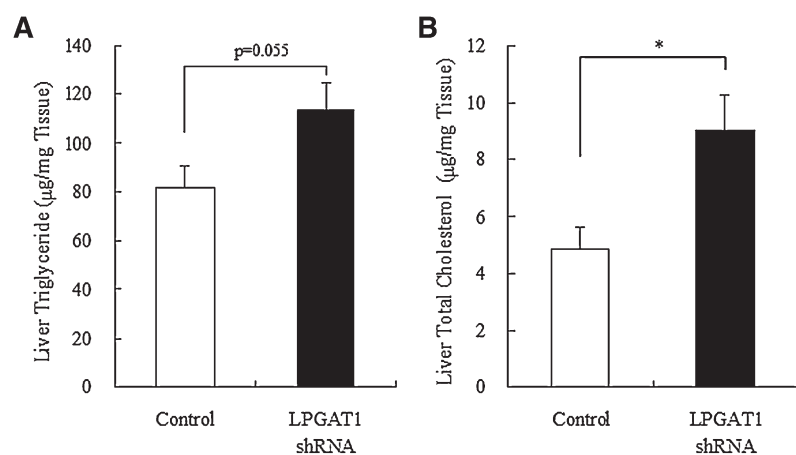 A
B
Liver Triglyceride (μg/mg Tissue)
140
120
100
80
60
40
20
0
p=0.055
Control
LPGAT1
shRNA
Liver Total Cholesterol (μg/mg Tissue)
12
10
8
6
4
2
0
*
Control
LPGAT1
shRNA